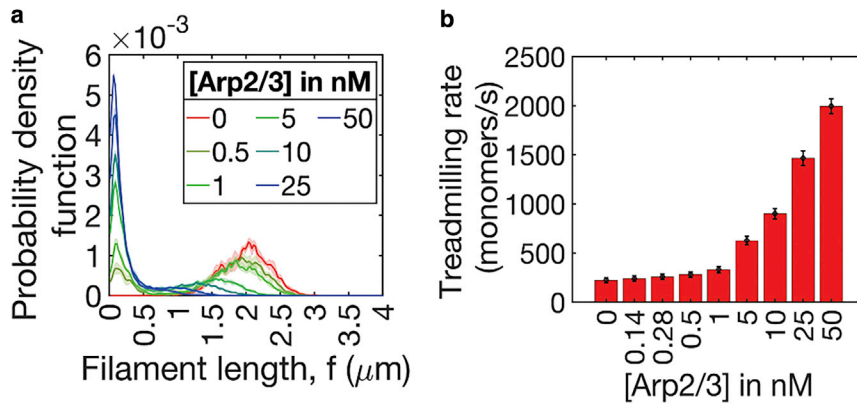 a
×10⁻³
6
5
4
3
2
1
0
Probability density
function
[Arp2/3] in nM
0 5 50
0.5 10
1 25
0 0.5 1 1.5 2 2.5 3 3.5 4
Filament length, f (μm)
b
2500
2000
1500
1000
500
0
Treadmilling rate
(monomers/s)
0 0.14 0.28 0.5 1 5 10 25 50
[Arp2/3] in nM